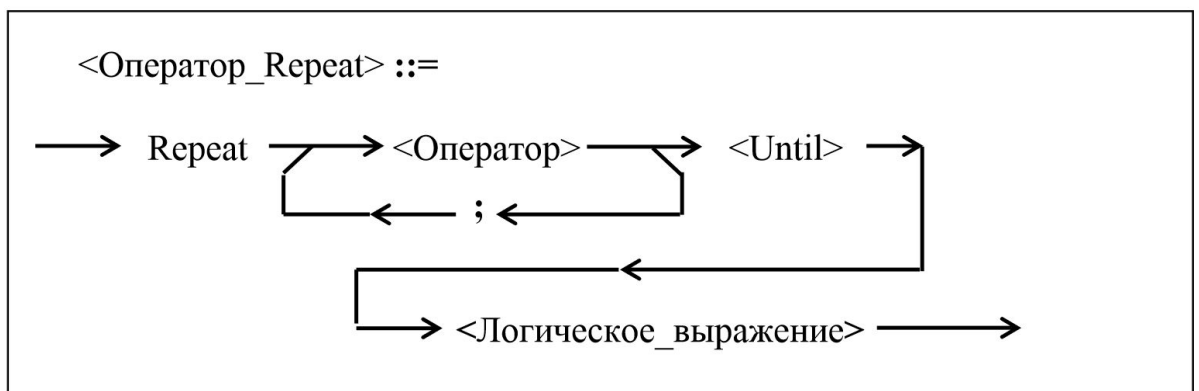 <Оператор_Repeat> ::=
Repeat <Оператор> <Until>
;
<Логическое_выражение>